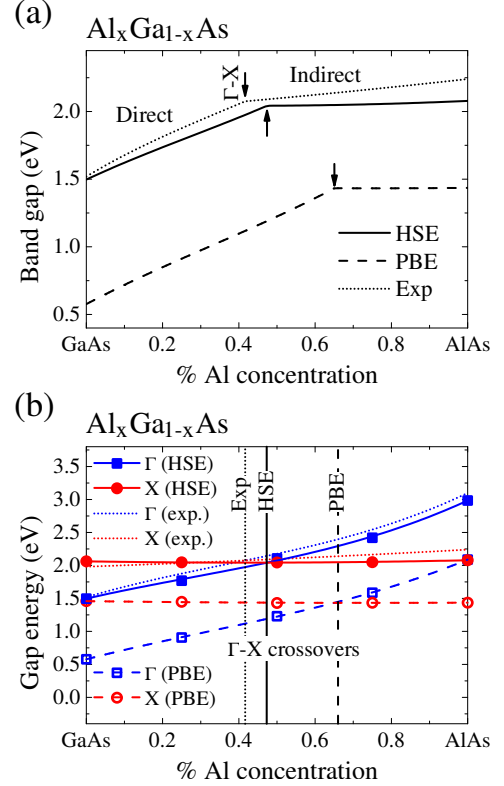 (a)
AlxGa1-xAs
Γ-X
Indirect
Direct
Band gap (eV)
2.0
1.5
1.0
0.5
HSE
PBE
Exp
GaAs
0.2
0.4
0.6
0.8
AlAs
% Al concentration
(b)
AlxGa1-xAs
Gap energy (eV)
3.5
3.0
2.5
2.0
1.5
1.0
0.5
0.0
Γ (HSE)
X (HSE)
Γ (exp.)
X (exp.)
Exp
HSE
PBE
Γ-X crossovers
Γ (PBE)
X (PBE)
GaAs
0.2
0.4
0.6
0.8
AlAs
% Al concentration